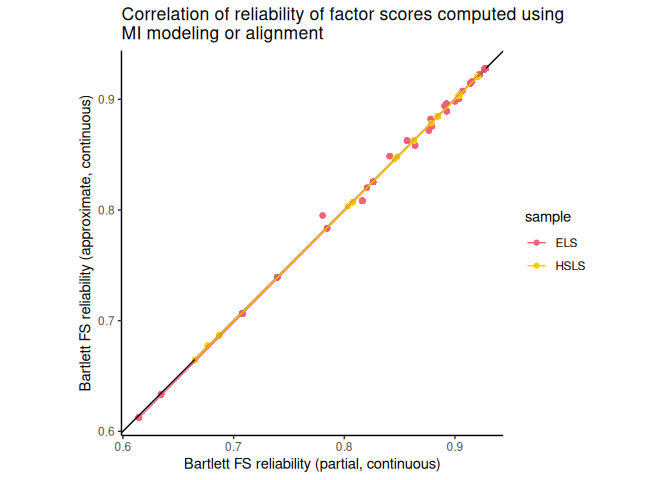 Correlation of reliability of factor scores computed using
MI modeling or alignment
Bartlett FS reliability (approximate, continuous)
0.9
0.8
0.7
0.6
0.6 0.7 0.8 0.9
Bartlett FS reliability (partial, continuous)
sample
ELS
HSLS